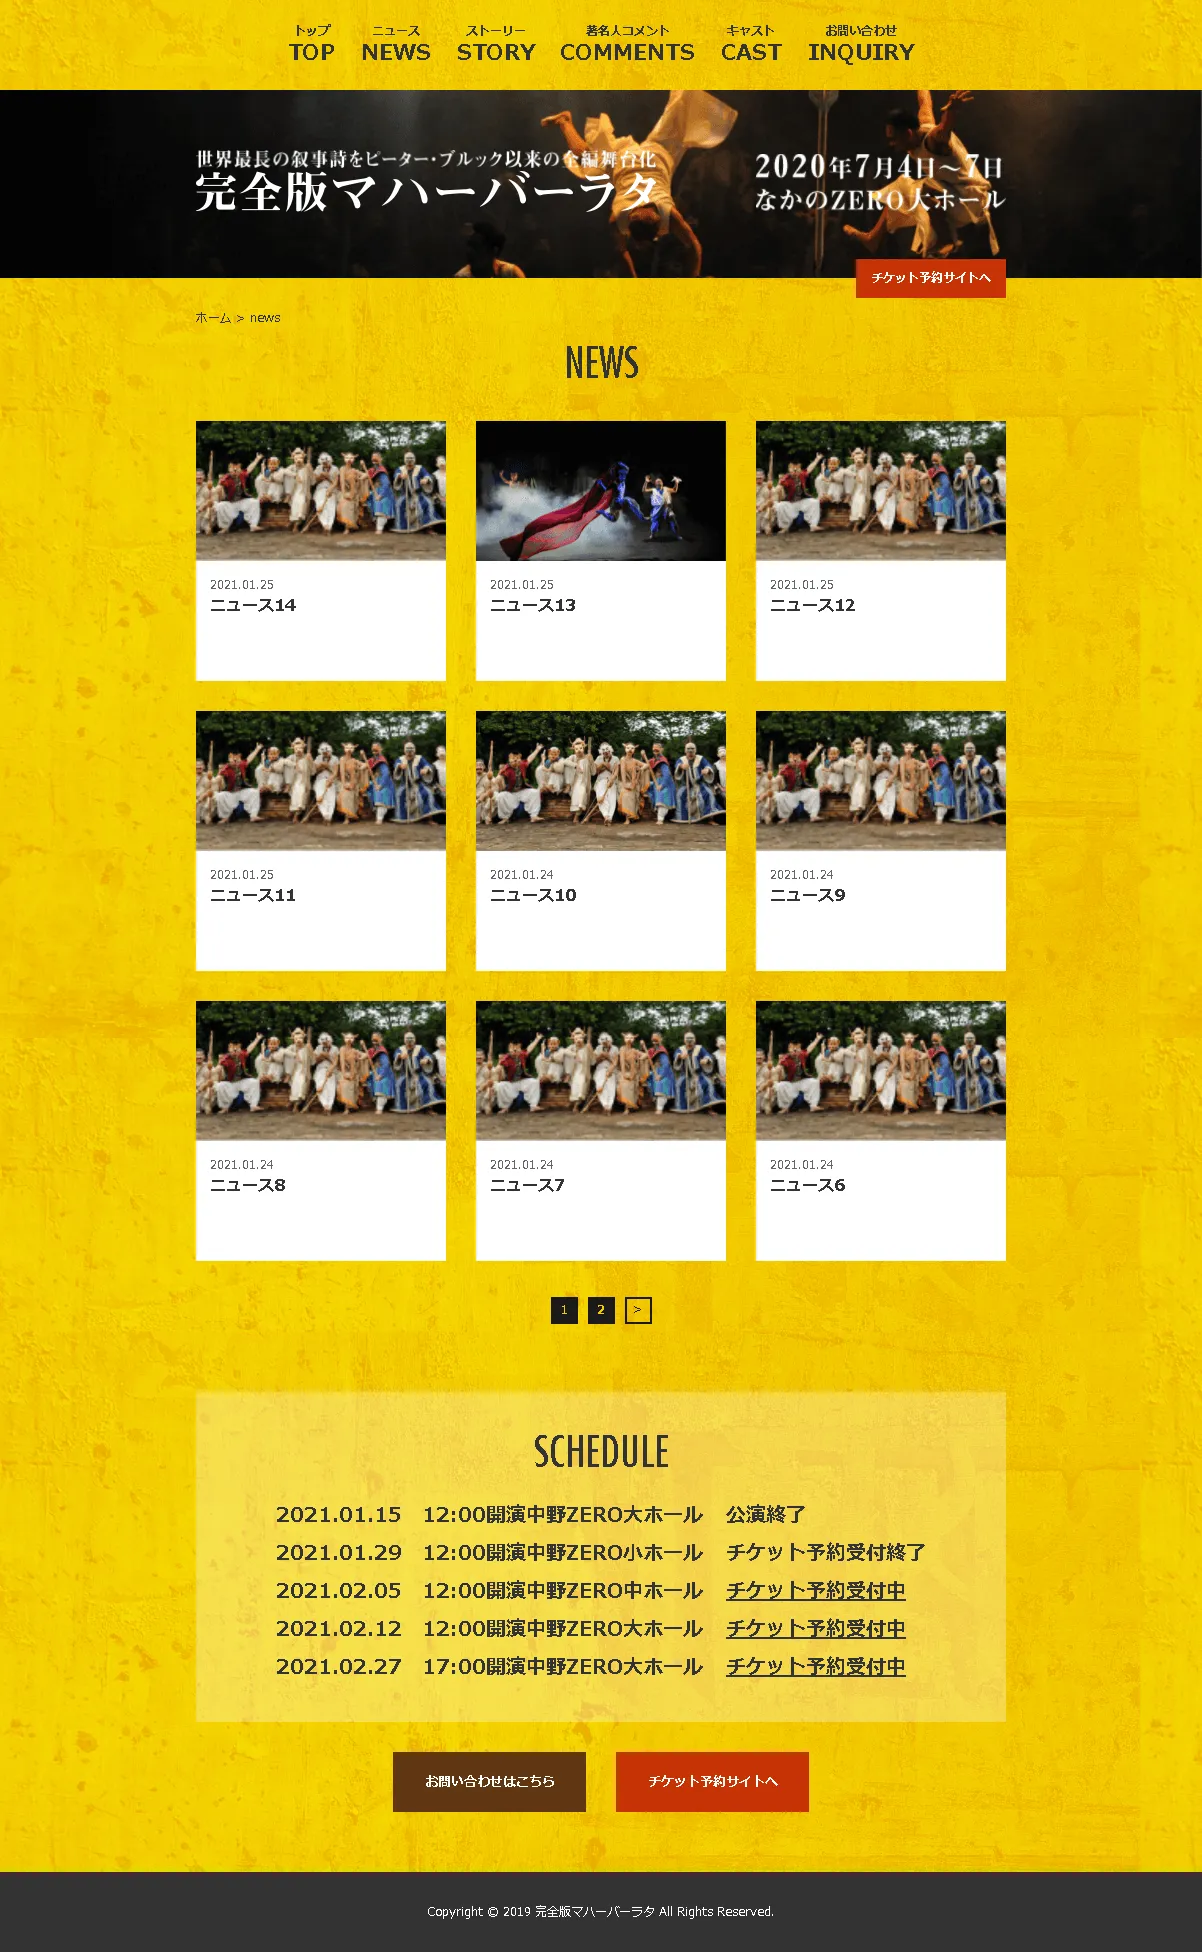 トップ ニュース ストーリー 著名人コメント キャスト お問い合わせ
TOP NEWS STORY COMMENTS CAST INQUIRY
世界最長の叙事詩をピーター・ブルック以来の全編舞台化
完全版マハーバーラタ
2020年7月4日〜7日
なかのZERO大ホール
チケット予約サイトへ
ホーム > news
NEWS
2021.01.25
ニュース14
2021.01.25
ニュース13
2021.01.25
ニュース12
2021.01.25
ニュース11
2021.01.24
ニュース10
2021.01.24
ニュース9
2021.01.24
ニュース8
2021.01.24
ニュース7
2021.01.24
ニュース6
1 2 >
SCHEDULE
2021.01.15 12:00開演中野ZERO大ホール 公演終了
2021.01.29 12:00開演中野ZERO小ホール チケット予約受付終了
2021.02.05 12:00開演中野ZERO中ホール チケット予約受付中
2021.02.12 12:00開演中野ZERO大ホール チケット予約受付中
2021.02.27 17:00開演中野ZERO大ホール チケット予約受付中
お問い合わせはこちら チケット予約サイトへ
Copyright © 2019 完全版マハーバーラタ All Rights Reserved.